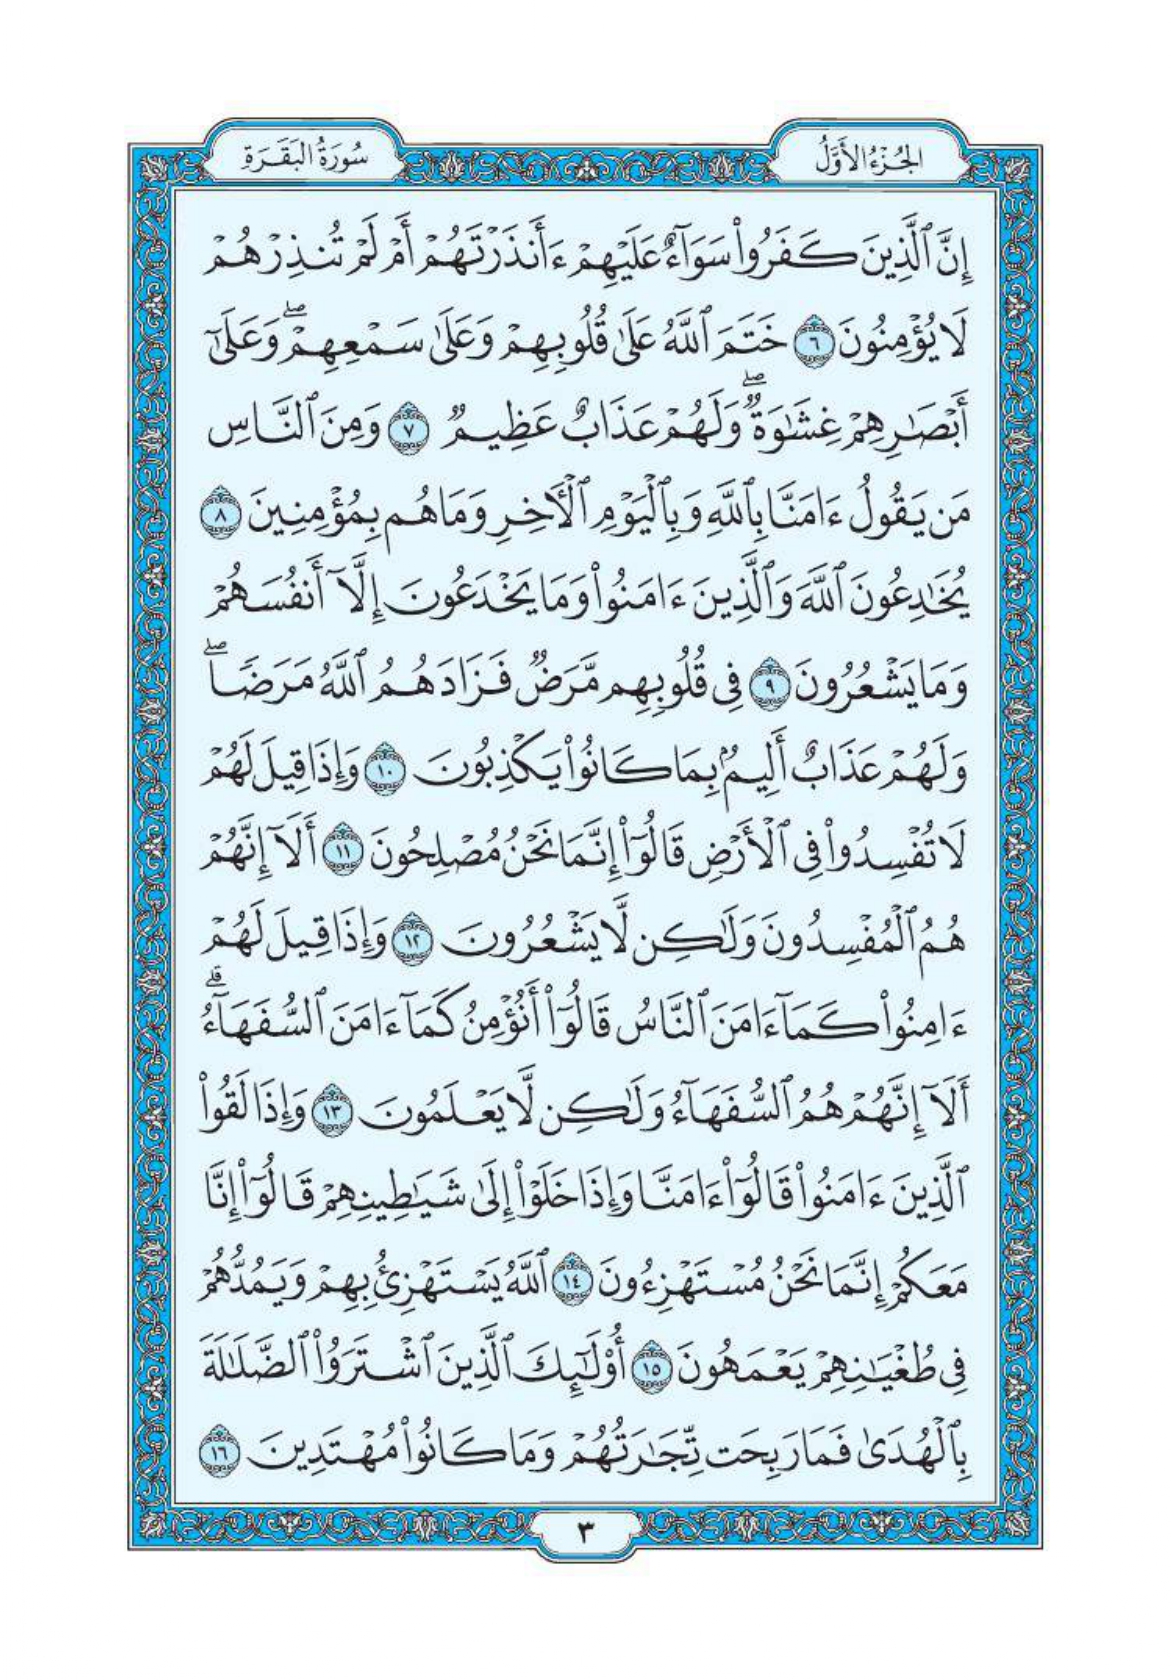 الجُزْءُ الأَوَّلُ
سُورَةُ البَقَرَةِ
إِنَّ ٱلَّذِينَ كَفَرُواْ سَوَآءٌ عَلَيۡهِمۡ ءَأَنذَرۡتَهُمۡ أَمۡ لَمۡ تُنذِرۡهُمۡ
لَا يُؤۡمِنُونَ ٦ خَتَمَ ٱللَّهُ عَلَىٰ قُلُوبِهِمۡ وَعَلَىٰ سَمۡعِهِمۡۖ وَعَلَىٰٓ
أَبۡصَٰرِهِمۡ غِشَٰوَةٞۖ وَلَهُمۡ عَذَابٌ عَظِيمٞ ٧ وَمِنَ ٱلنَّاسِ
مَن يَقُولُ ءَامَنَّا بِٱللَّهِ وَبِٱلۡيَوۡمِ ٱلۡأٓخِرِ وَمَا هُم بِمُؤۡمِنِينَ ٨
يُخَٰدِعُونَ ٱللَّهَ وَٱلَّذِينَ ءَامَنُواْ وَمَا يَخۡدَعُونَ إِلَّآ أَنفُسَهُمۡ
وَمَا يَشۡعُرُونَ ٩ فِي قُلُوبِهِم مَّرَضٞ فَزَادَهُمُ ٱللَّهُ مَرَضٗاۖ
وَلَهُمۡ عَذَابٌ أَلِيمُۢ بِمَا كَانُواْ يَكۡذِبُونَ ١٠ وَإِذَا قِيلَ لَهُمۡ
لَا تُفۡسِدُواْ فِي ٱلۡأَرۡضِ قَالُوٓاْ إِنَّمَا نَحۡنُ مُصۡلِحُونَ ١١ أَلَآ إِنَّهُمۡ
هُمُ ٱلۡمُفۡسِدُونَ وَلَٰكِن لَّا يَشۡعُرُونَ ١٢ وَإِذَا قِيلَ لَهُمۡ
ءَامِنُواْ كَمَآ ءَامَنَ ٱلنَّاسُ قَالُوٓاْ أَنُؤۡمِنُ كَمَآ ءَامَنَ ٱلسُّفَهَآءُۗ
أَلَآ إِنَّهُمۡ هُمُ ٱلسُّفَهَآءُ وَلَٰكِن لَّا يَعۡلَمُونَ ١٣ وَإِذَا لَقُواْ
ٱلَّذِينَ ءَامَنُواْ قَالُوٓاْ ءَامَنَّا وَإِذَا خَلَوۡاْ إِلَىٰ شَيَٰطِينِهِمۡ قَالُوٓاْ إِنَّا
مَعَكُمۡ إِنَّمَا نَحۡنُ مُسۡتَهۡزِءُونَ ١٤ ٱللَّهُ يَسۡتَهۡزِئُ بِهِمۡ وَيَمُدُّهُمۡ
فِي طُغۡيَٰنِهِمۡ يَعۡمَهُونَ ١٥ أُوْلَٰٓئِكَ ٱلَّذِينَ ٱشۡتَرَوُاْ ٱلضَّلَٰلَةَ
بِٱلۡهُدَىٰ فَمَا رَبِحَت تِّجَٰرَتُهُمۡ وَمَا كَانُواْ مُهۡتَدِينَ ١٦
٣